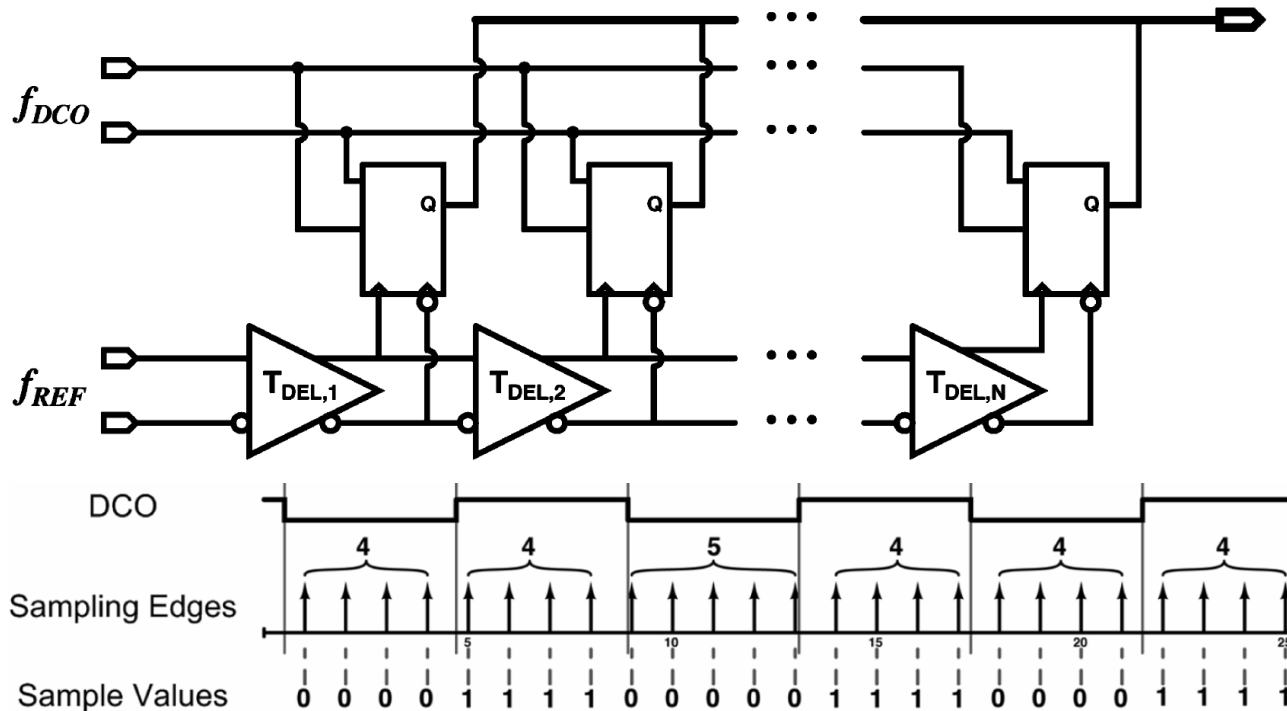 f_DCO
Q
Q
Q
f_REF
T_DEL,1
T_DEL,2
T_DEL,N
DCO
4 4 5 4 4 4
Sampling Edges
5 10 15 20 25
Sample Values 0 0 0 0 1 1 1 1 0 0 0 0 0 1 1 1 1 0 0 0 0 1 1 1 1